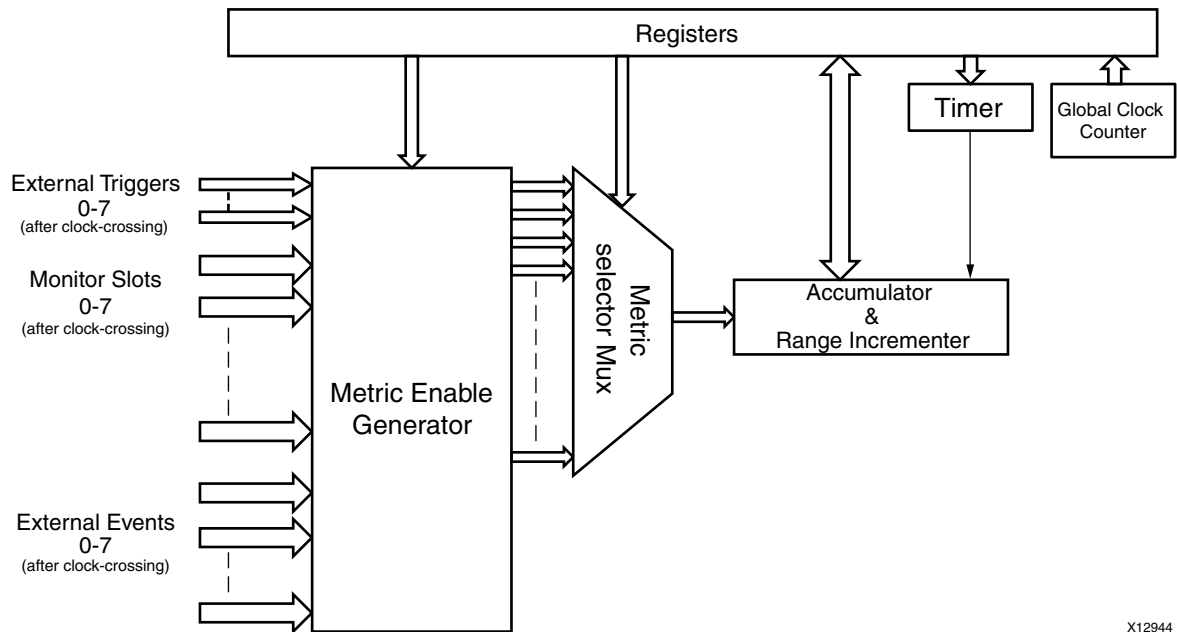 Registers
Timer
Global Clock
Counter
External Triggers
0-7
(after clock-crossing)
Monitor Slots
0-7
(after clock-crossing)
External Events
0-7
(after clock-crossing)
Metric Enable
Generator
Metric
selector Mux
Accumulator
&
Range Incrementer
X12944